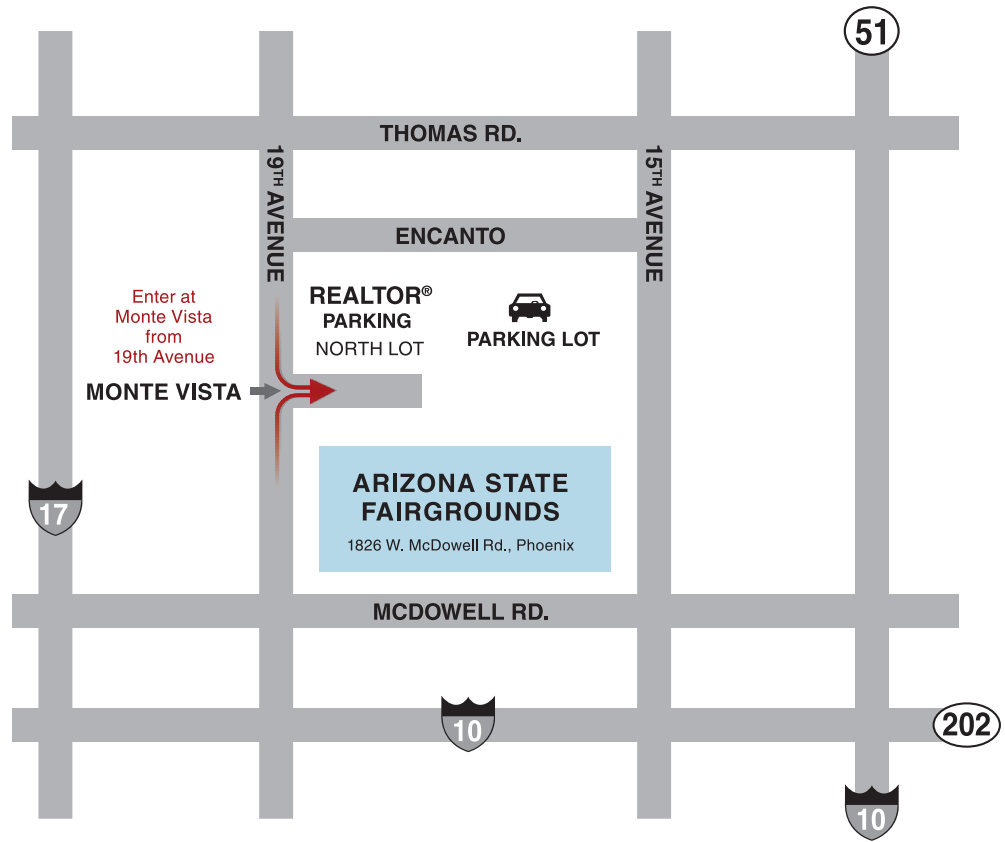 51
THOMAS RD.
19TH AVENUE
15TH AVENUE
ENCANTO
Enter at
Monte Vista
from
19th Avenue
MONTE VISTA
REALTOR®
PARKING
NORTH LOT
PARKING LOT
17
ARIZONA STATE
FAIRGROUNDS
1826 W. McDowell Rd., Phoenix
MCDOWELL RD.
10
202
10